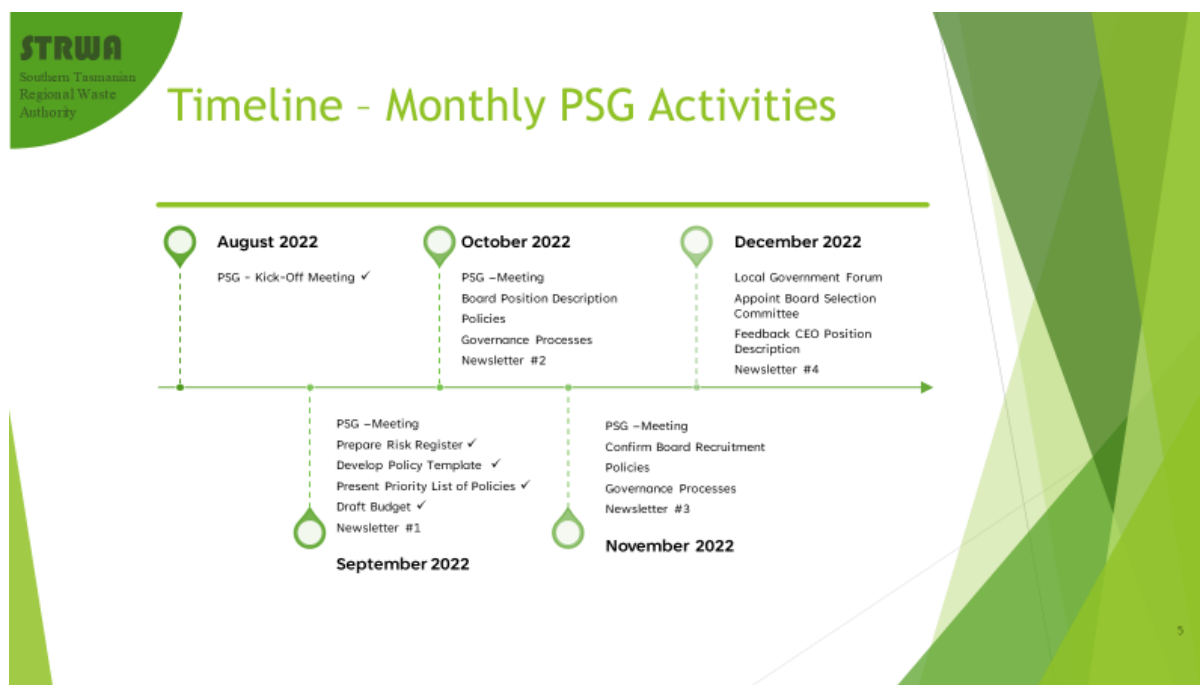 STRWA
Southern Tasmanian
Regional Waste
Authority
Timeline – Monthly PSG Activities
August 2022
PSG - Kick-Off Meeting ✓
October 2022
PSG –Meeting
Board Position Description
Policies
Governance Processes
Newsletter #2
December 2022
Local Government Forum
Appoint Board Selection
Committee
Feedback CEO Position
Description
Newsletter #4
PSG –Meeting
Prepare Risk Register ✓
Develop Policy Template ✓
Present Priority List of Policies ✓
Draft Budget ✓
Newsletter #1
September 2022
PSG –Meeting
Confirm Board Recruitment
Policies
Governance Processes
Newsletter #3
November 2022
5